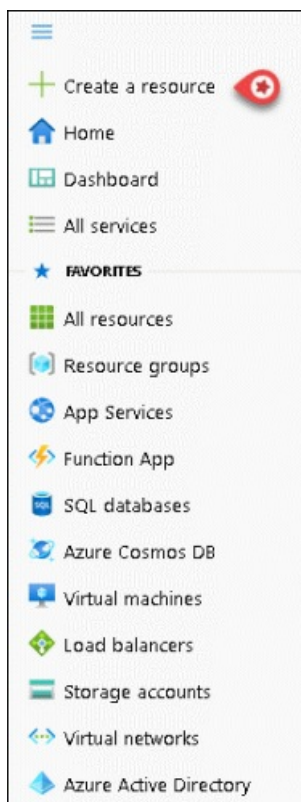 Create a resource
Home
Dashboard
All services
FAVORITES
All resources
Resource groups
App Services
Function App
SQL databases
Azure Cosmos DB
Virtual machines
Load balancers
Storage accounts
Virtual networks
Azure Active Directory